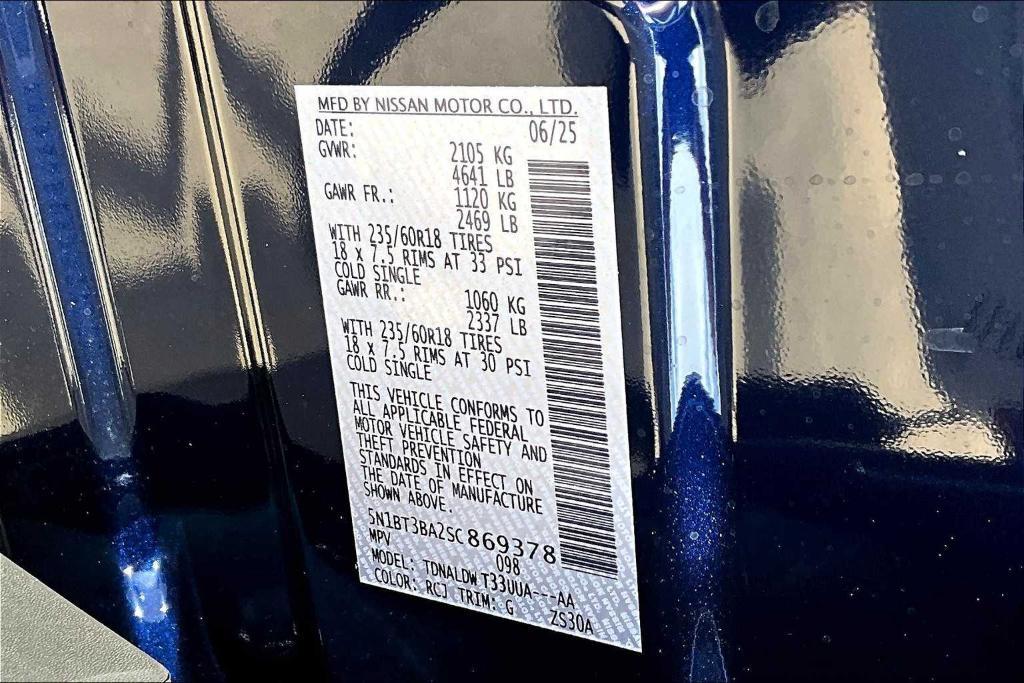 MFD BY NISSAN MOTOR CO., LTD.
DATE: 06/25
GVWR: 2105 KG
4641 LB
GAWR FR.: 1120 KG
2469 LB
WITH 235/60R18 TIRES
18 X 7.5 RIMS AT 33 PSI
COLD SINGLE
GAWR RR.: 1060 KG
2337 LB
WITH 235/60R18 TIRES
18 X 7.5 RIMS AT 30 PSI
COLD SINGLE
THIS VEHICLE CONFORMS TO
ALL APPLICABLE FEDERAL
MOTOR VEHICLE SAFETY AND
THEFT PREVENTION
STANDARDS IN EFFECT ON
THE DATE OF MANUFACTURE
SHOWN ABOVE.
5N1BT3BA2SC869378
MPV 098
MODEL: TDNALDWT33UUA---AA
COLOR: RCJ TRIM: G ZS30A